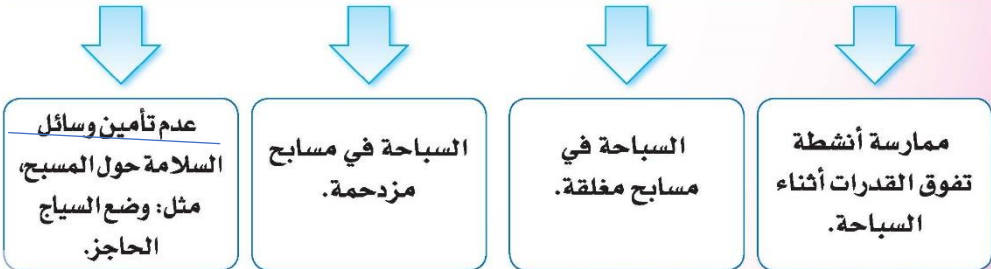 ممارسة أنشطة
تفوق القدرات أثناء
السباحة.
السباحة في
مسابح مغلقة.
السباحة في مسابح
مزدحمة.
عدم تأمين وسائل
السلامة حول المسبح،
مثل: وضع السياج
الحاجز.